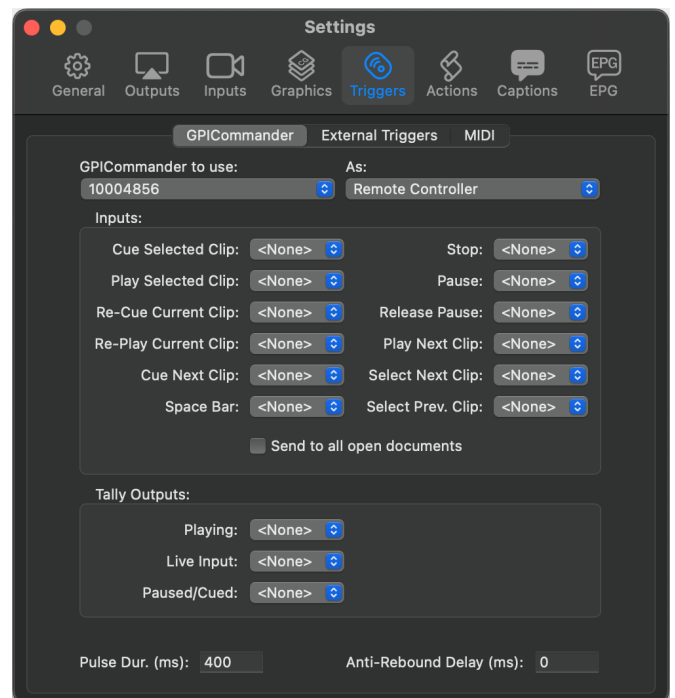 Settings
General Outputs Inputs Graphics Triggers Actions Captions EPG EPG
GPICommander External Triggers MIDI
GPICommander to use: As:
10004856 Remote Controller
Inputs:
Cue Selected Clip: <None> Stop: <None>
Play Selected Clip: <None> Pause: <None>
Re-Cue Current Clip: <None> Release Pause: <None>
Re-Play Current Clip: <None> Play Next Clip: <None>
Cue Next Clip: <None> Select Next Clip: <None>
Space Bar: <None> Select Prev. Clip: <None>
Send to all open documents
Tally Outputs:
Playing: <None>
Live Input: <None>
Paused/Cued: <None>
Pulse Dur. (ms): 400 Anti-Rebound Delay (ms): 0